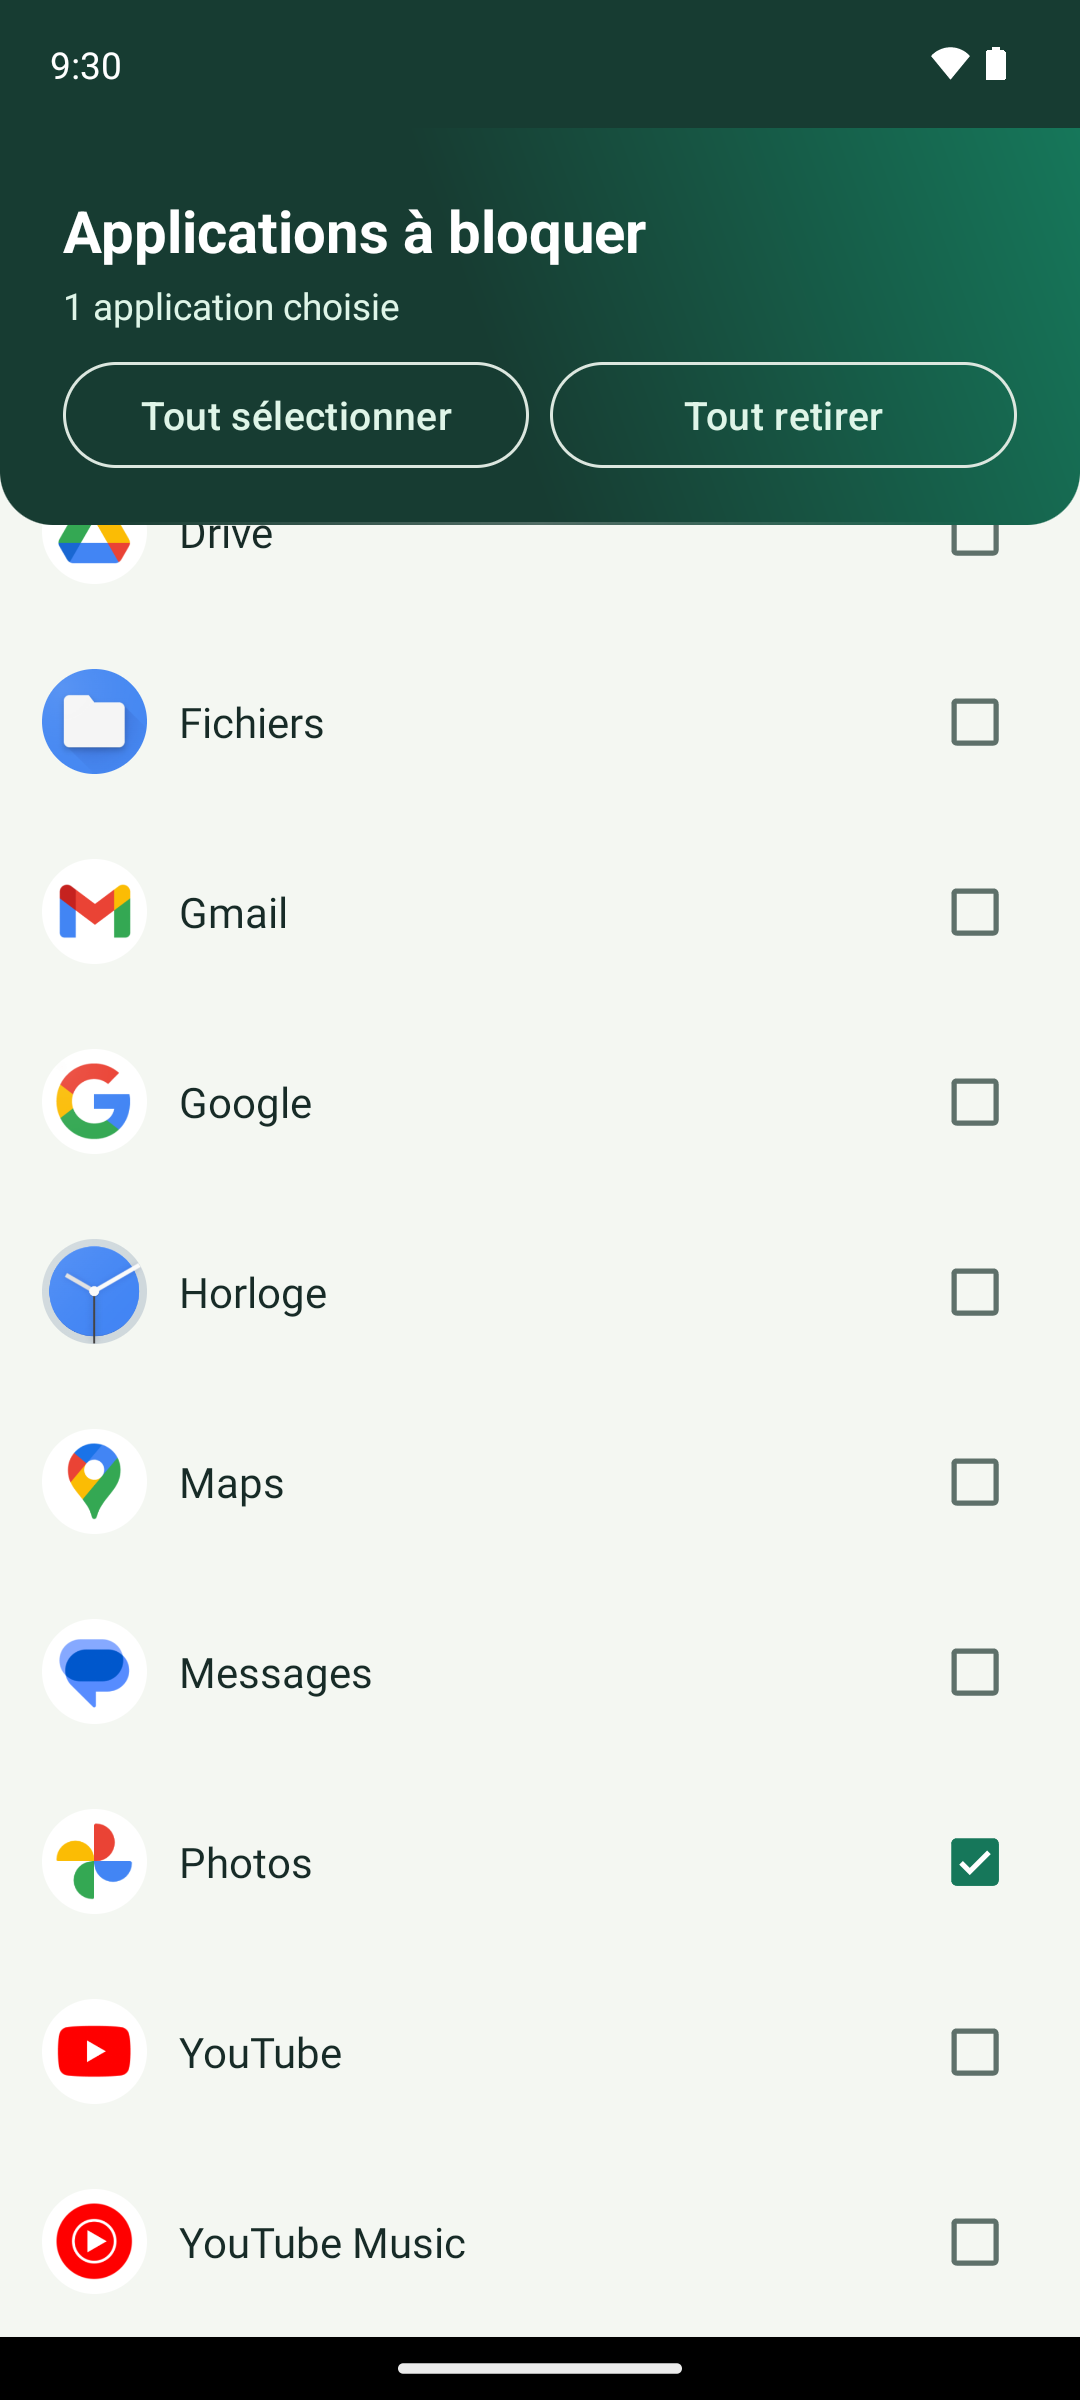 9:30
Applications à bloquer
1 application choisie
Tout sélectionner
Tout retirer
Drive
Fichiers
Gmail
Google
Horloge
Maps
Messages
Photos
YouTube
YouTube Music